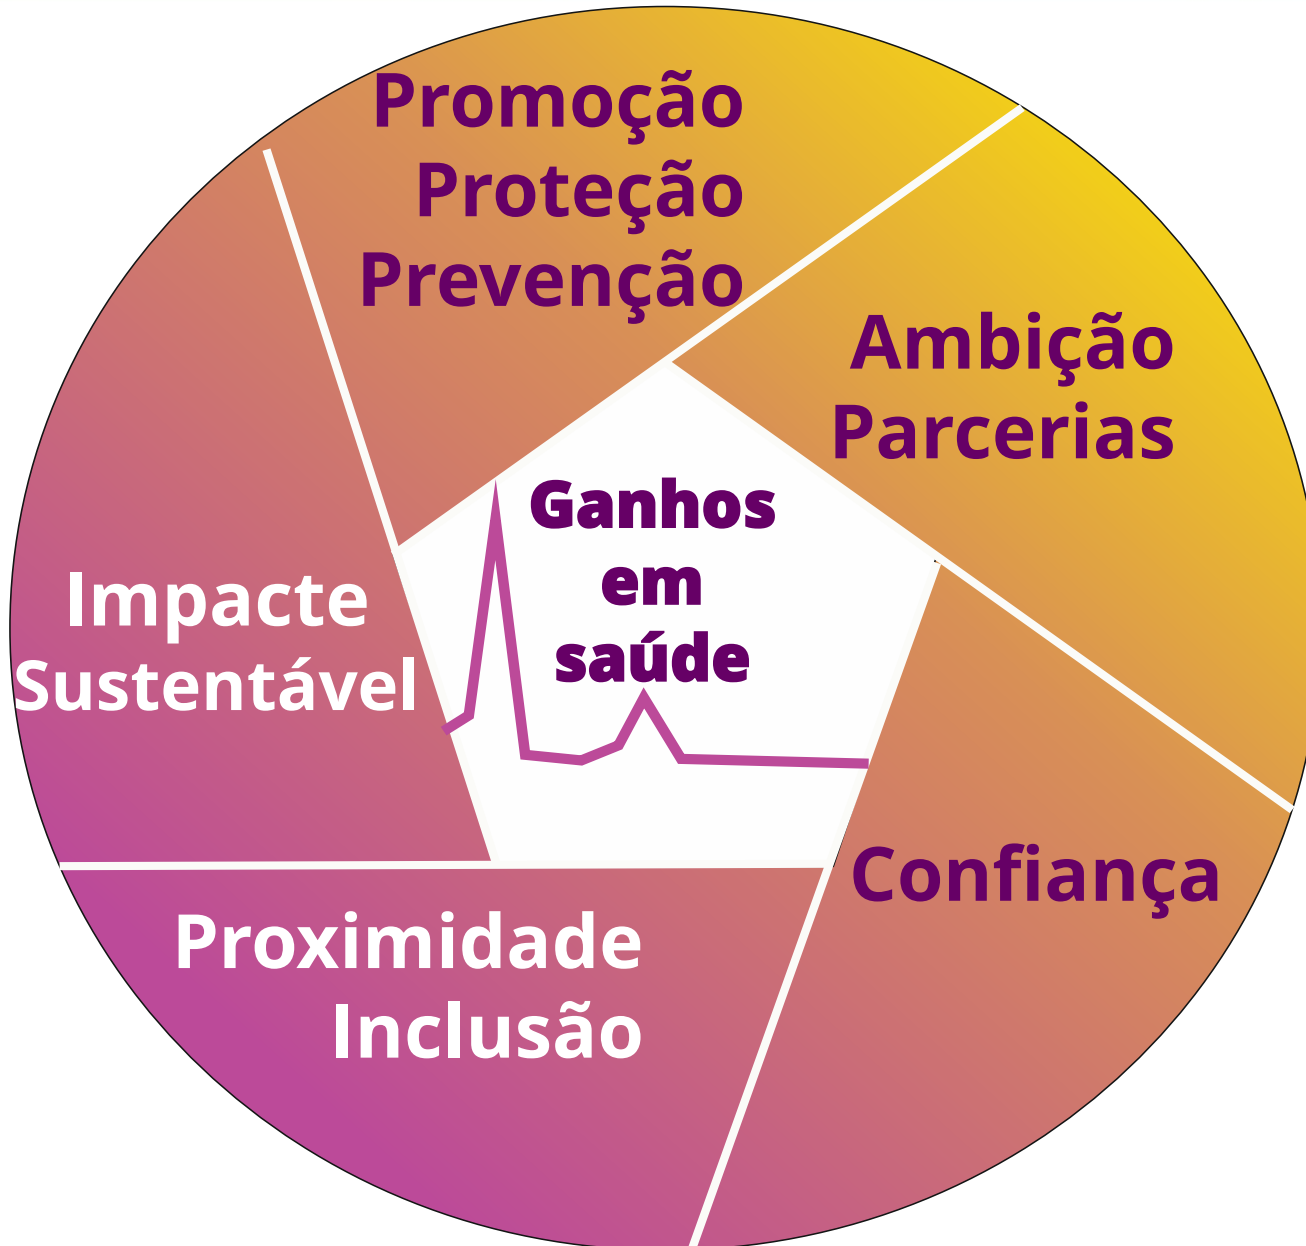 Promoção
Proteção
Prevenção
Ambição
Parcerias
Ganhos
em
saúde
Impacte
Sustentável
Confiança
Proximidade
Inclusão